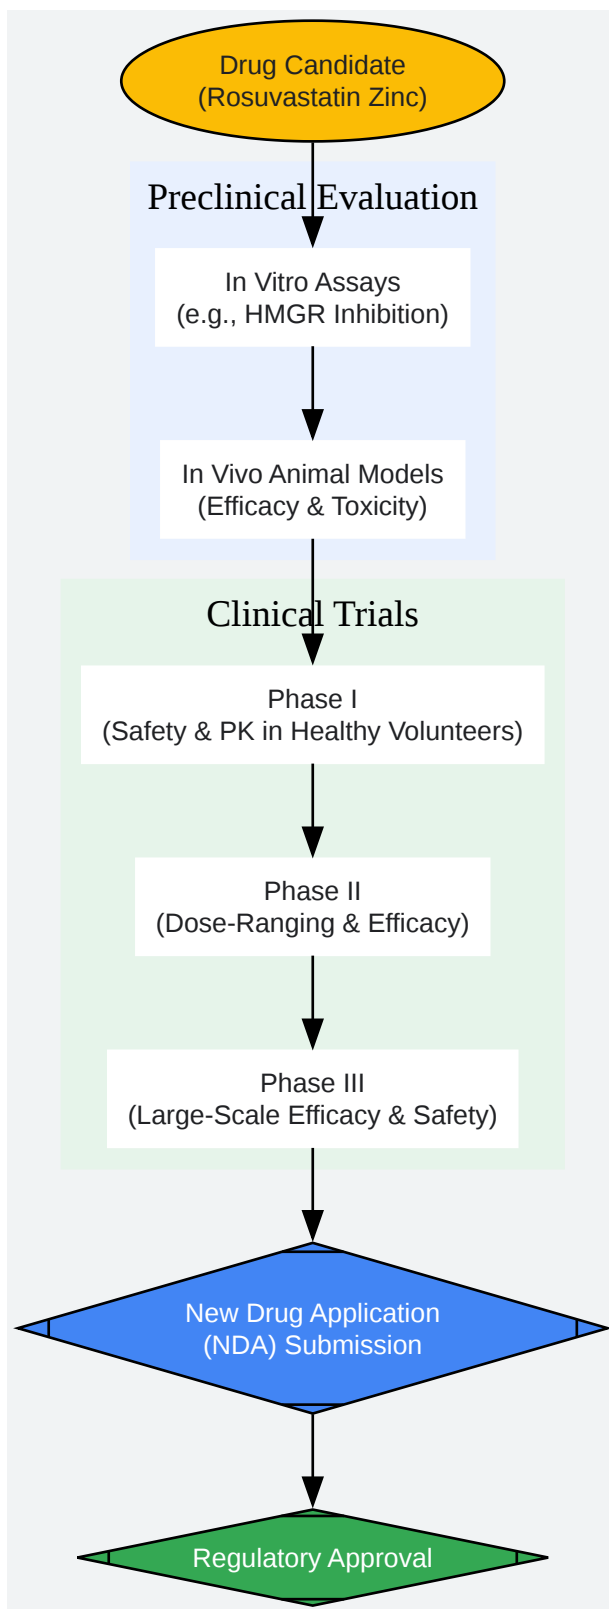 Drug Candidate
(Rosuvastatin Zinc)
Preclinical Evaluation
In Vitro Assays
(e.g., HMGR Inhibition)
In Vivo Animal Models
(Efficacy & Toxicity)
Clinical Trials
Phase I
(Safety & PK in Healthy Volunteers)
Phase II
(Dose-Ranging & Efficacy)
Phase III
(Large-Scale Efficacy & Safety)
New Drug Application
(NDA) Submission
Regulatory Approval